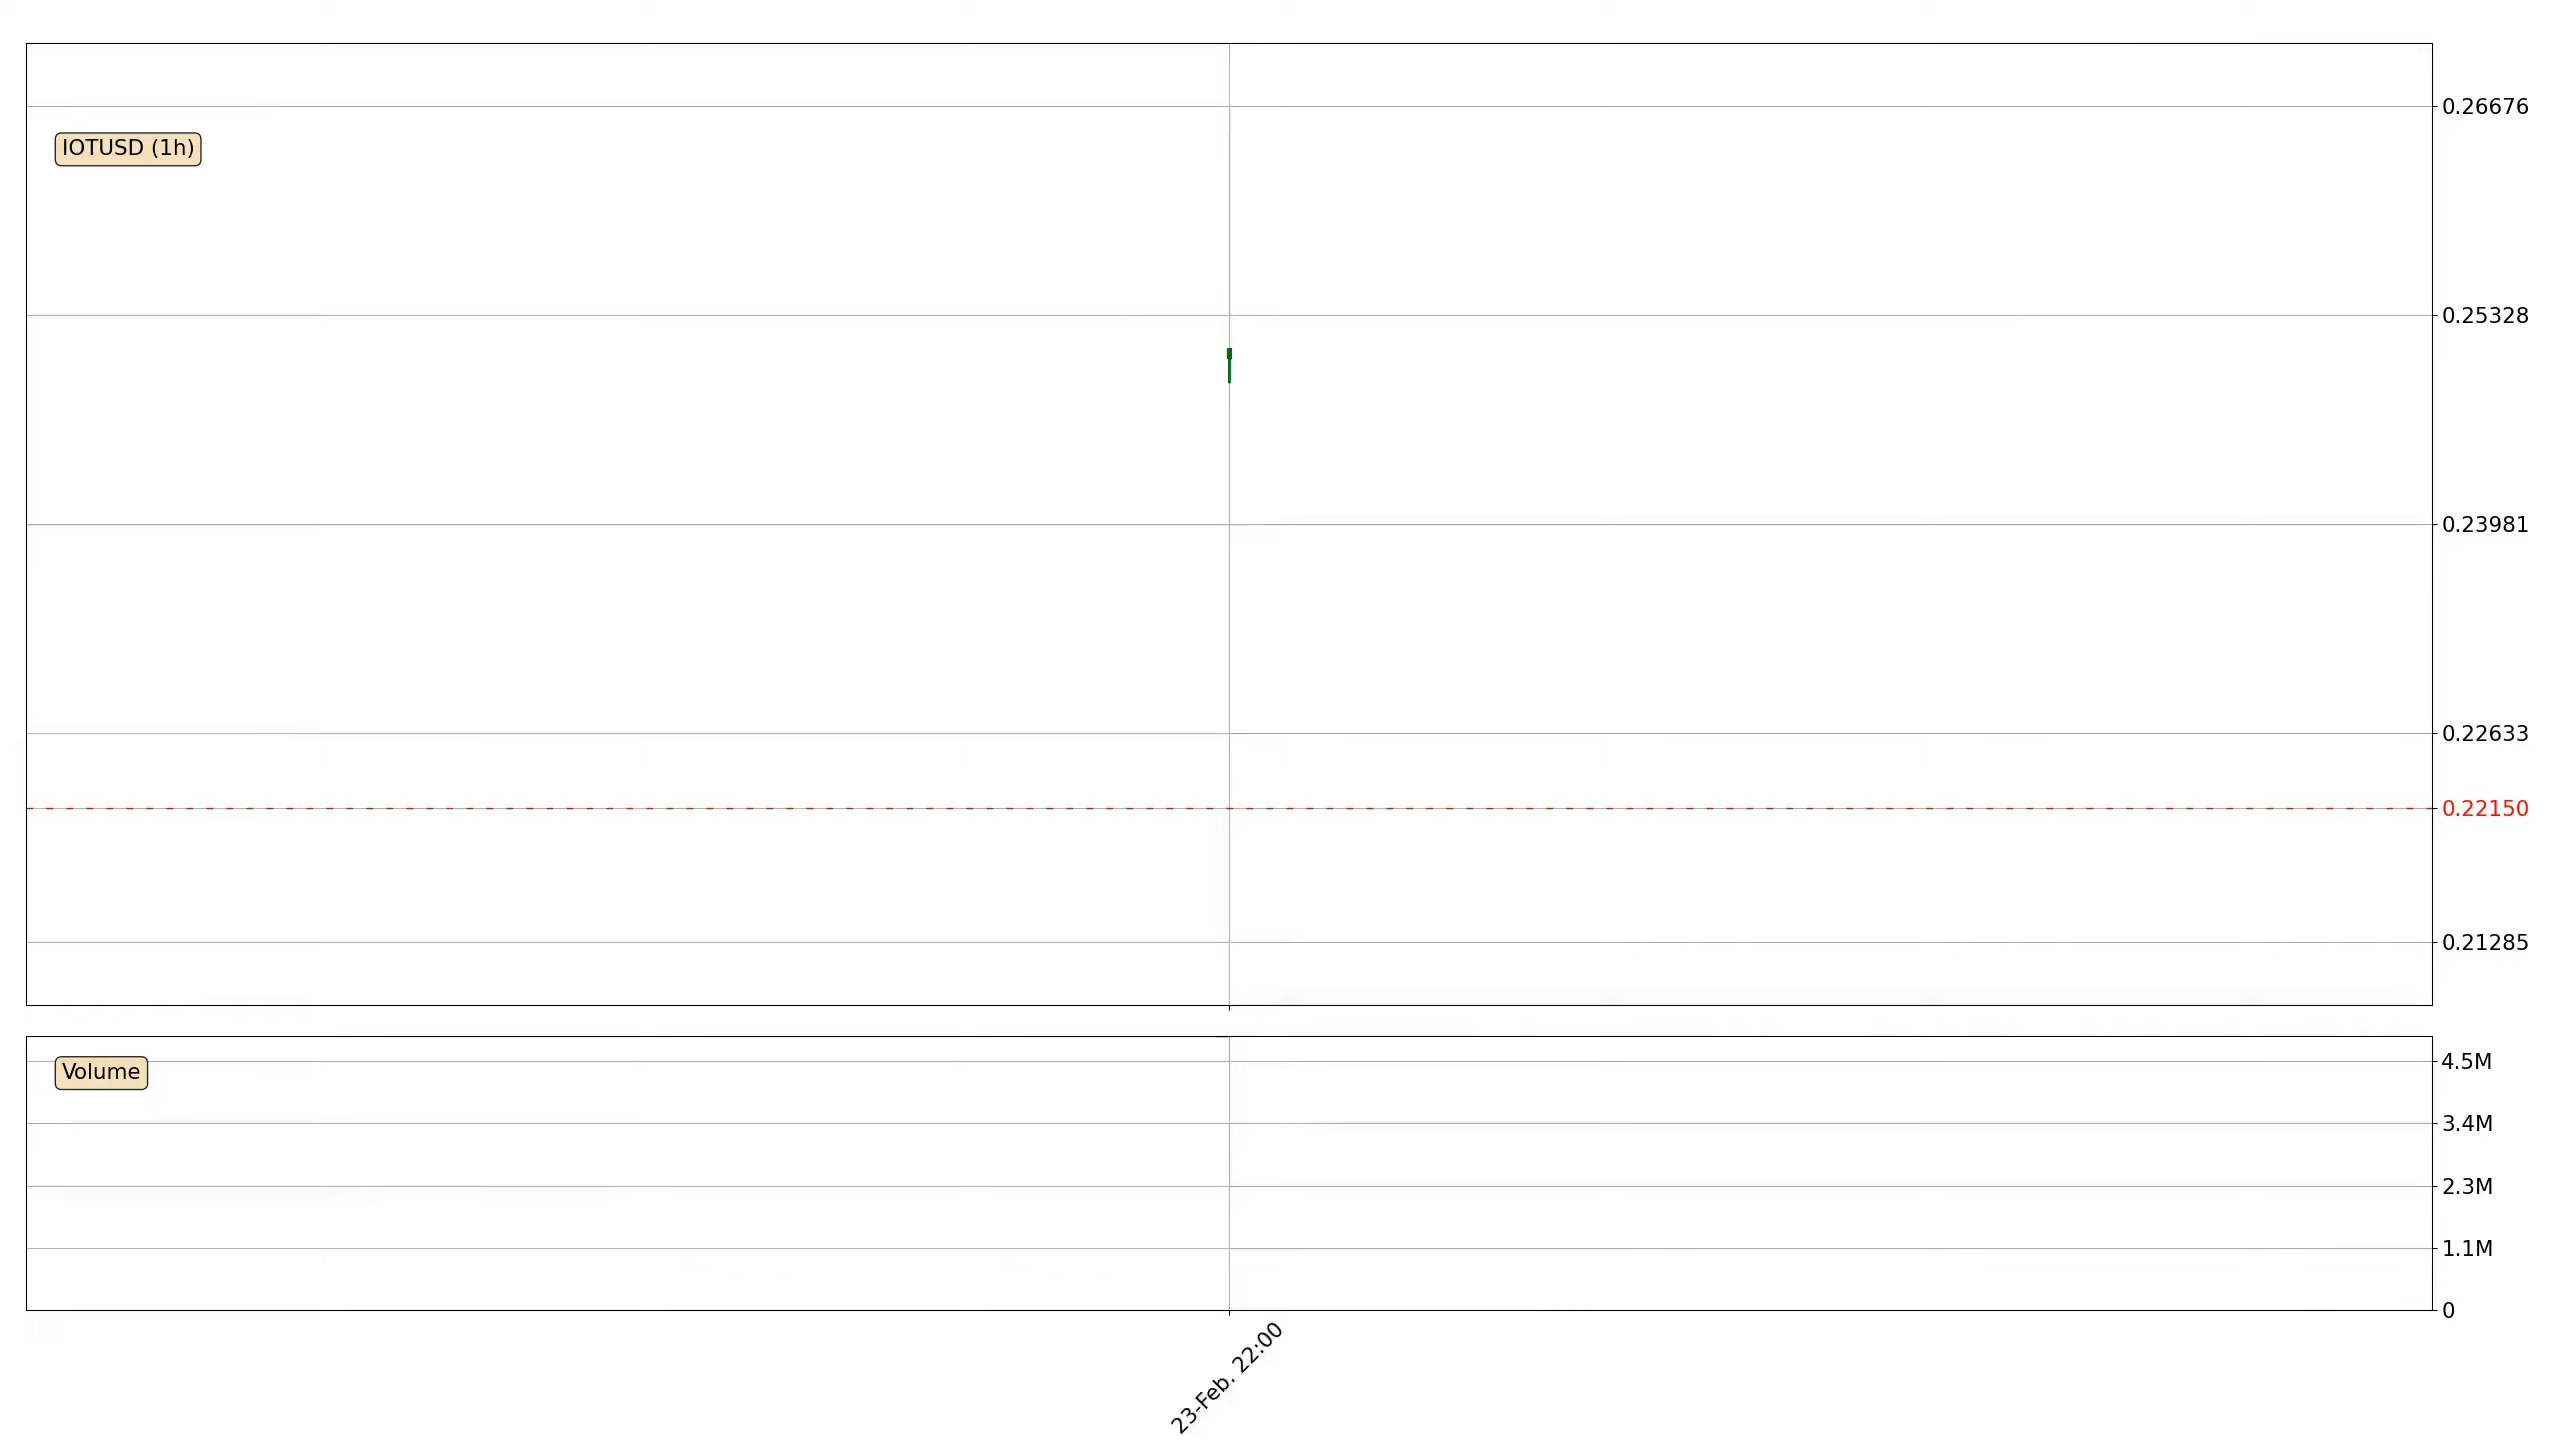 0.26676
IOTUSD (1h)
0.25328
0.23981
0.22633
0.22150
0.21285
Volume
4.5M
3.4M
2.3M
1.1M
0
23-Feb. 22:00